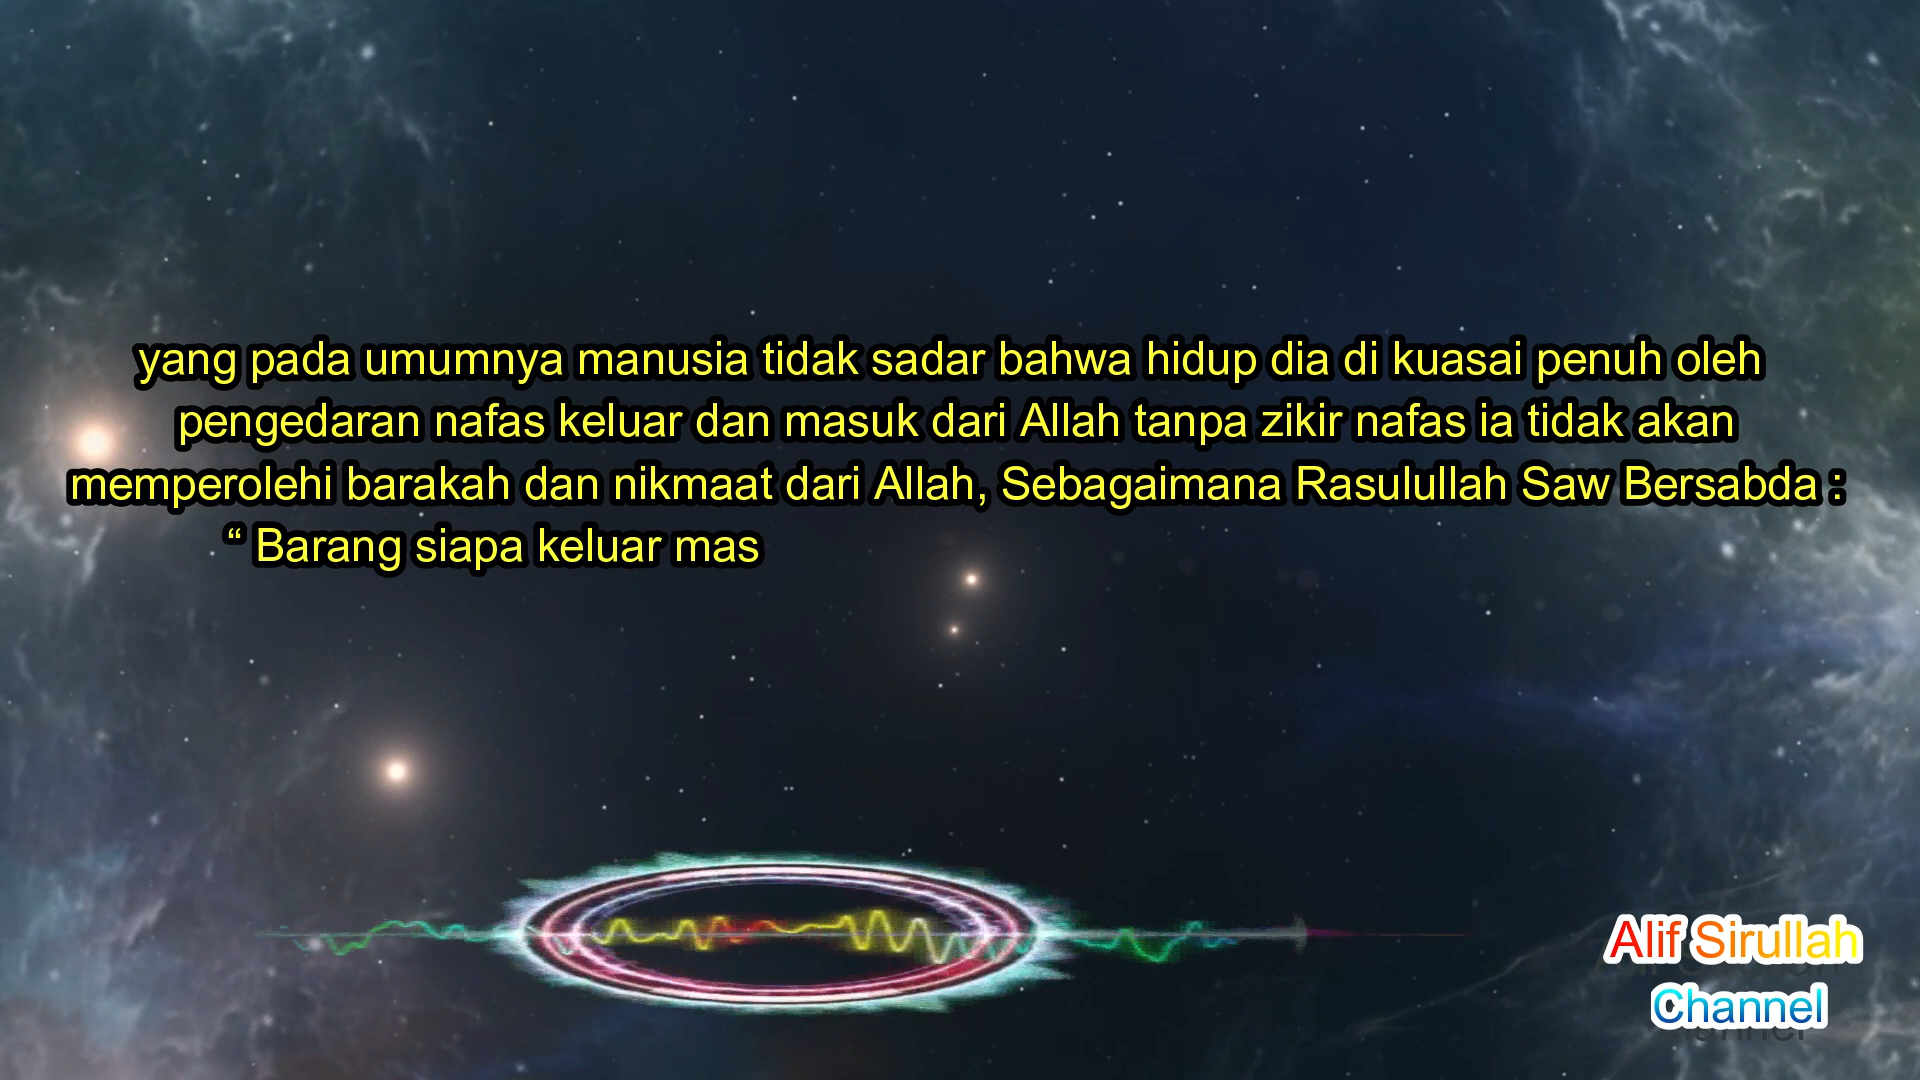 yang pada umumnya manusia tidak sadar bahwa hidup dia di kuasai penuh oleh
pengedaran nafas keluar dan masuk dari Allah tanpa zikir nafas ia tidak akan
memperolehi barakah dan nikmaat dari Allah, Sebagaimana Rasulullah Saw Bersabda :
“ Barang siapa keluar mas
Alif Sirullah
Channel